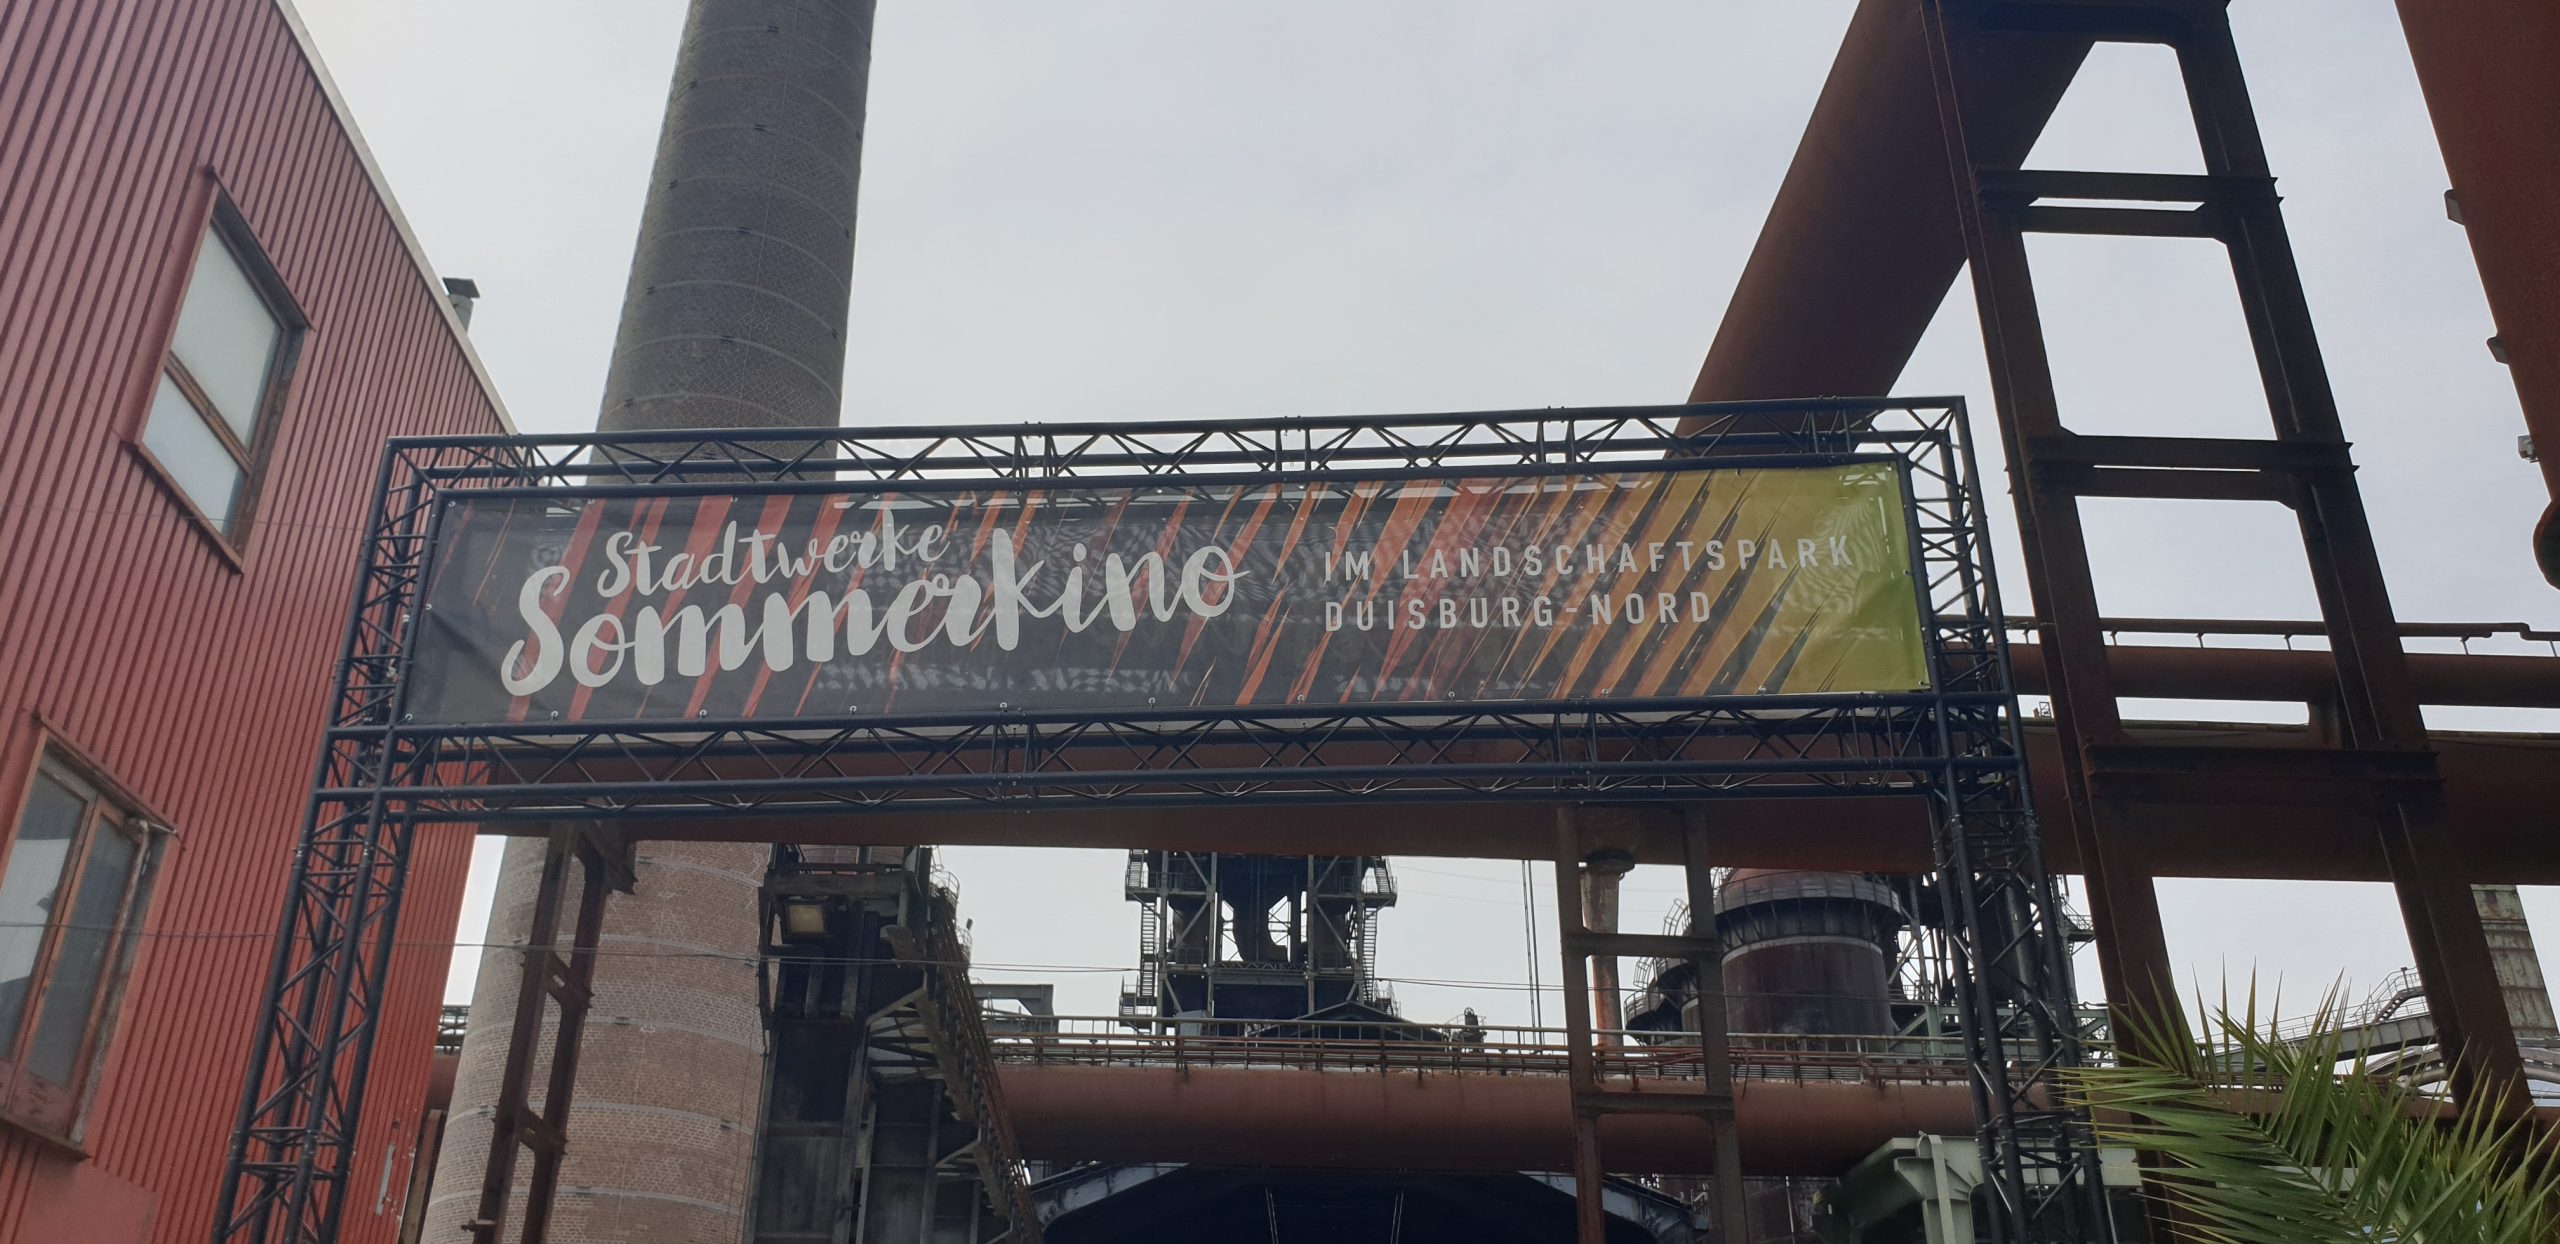 Stadtwerke
Sommerkino
IM LANDSCHAFTSPARK
DUISBURG-NORD